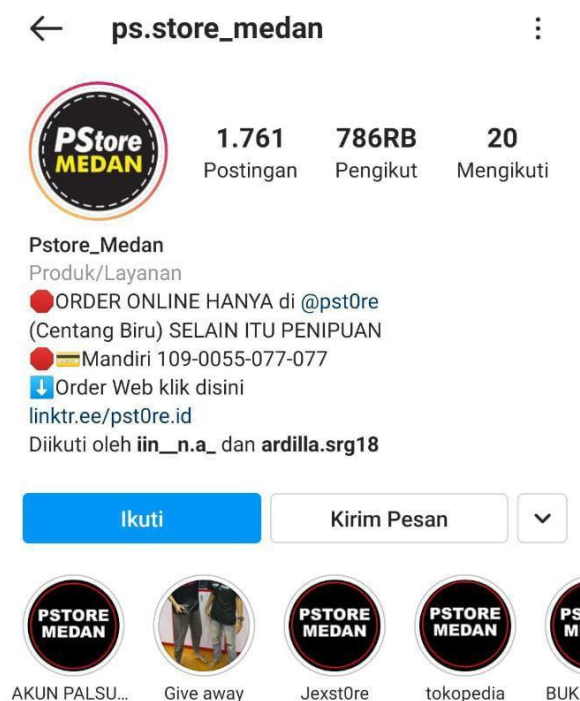 ps.store_medan
PStore
MEDAN
1.761 786RB 20
Postingan Pengikut Mengikuti
Pstore_Medan
Produk/Layanan
🛑ORDER ONLINE HANYA di @pst0re
(Centang Biru) SELAIN ITU PENIPUAN
🛑💳Mandiri 109-0055-077-077
⬇️Order Web klik disini
linktr.ee/pst0re.id
Diikuti oleh iin__n.a_ dan ardilla.srg18
Ikuti Kirim Pesan
PSTORE PSTORE PSTORE PS
MEDAN MEDAN MEDAN M
AKUN PALSU... Give away Jexst0re tokopedia BUK